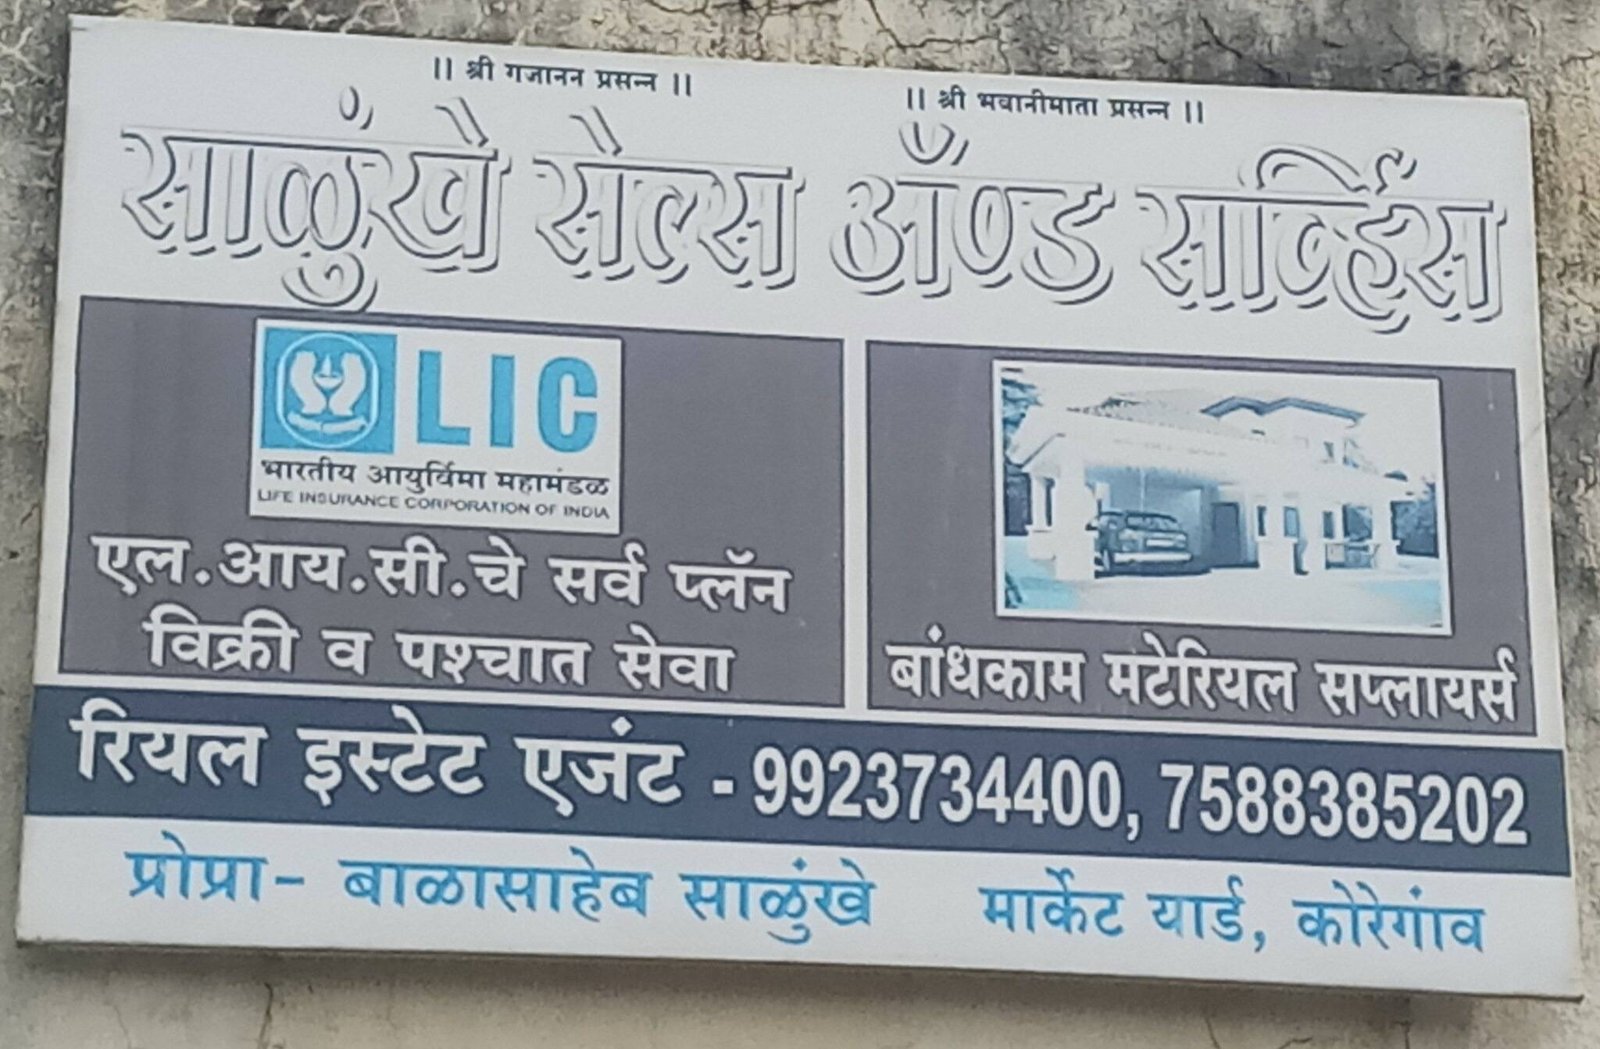 || श्री गजानन प्रसन्न || || श्री भवानीमाता प्रसन्न ||
साळुंखे सेल्स अँण्ड सर्व्हिस
LIC
भारतीय आयुर्विमा महामंडळ
LIFE INSURANCE CORPORATION OF INDIA
एल.आय.सी.चे सर्व प्लॅन
विक्री व पश्चात सेवा
बांधकाम मटेरियल सप्लायर्स
रियल इस्टेट एजंट - 9923734400, 7588385202
प्रोप्रा- बाळासाहेब साळुंखे मार्केट यार्ड, कोरेगांव